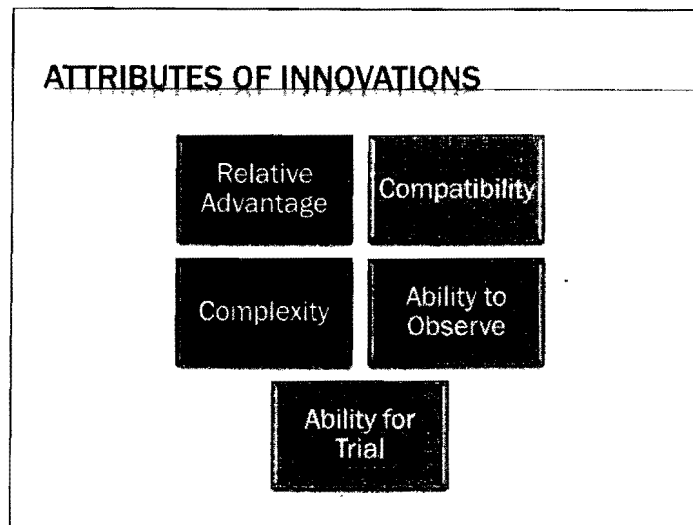 ATTRIBUTES OF INNOVATIONS
Relative
Advantage
Compatibility
Complexity
Ability to
Observe
Ability for
Trial